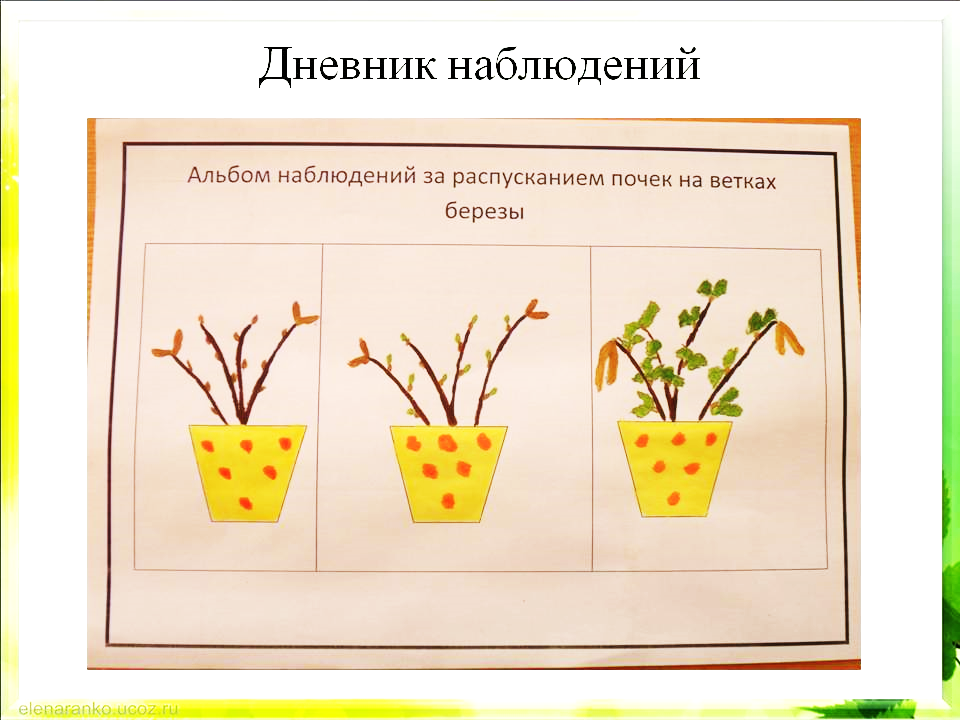 Дневник наблюдений
Альбом наблюдений за распусканием почек на ветках
березы
elenaranko.ucoz.ru